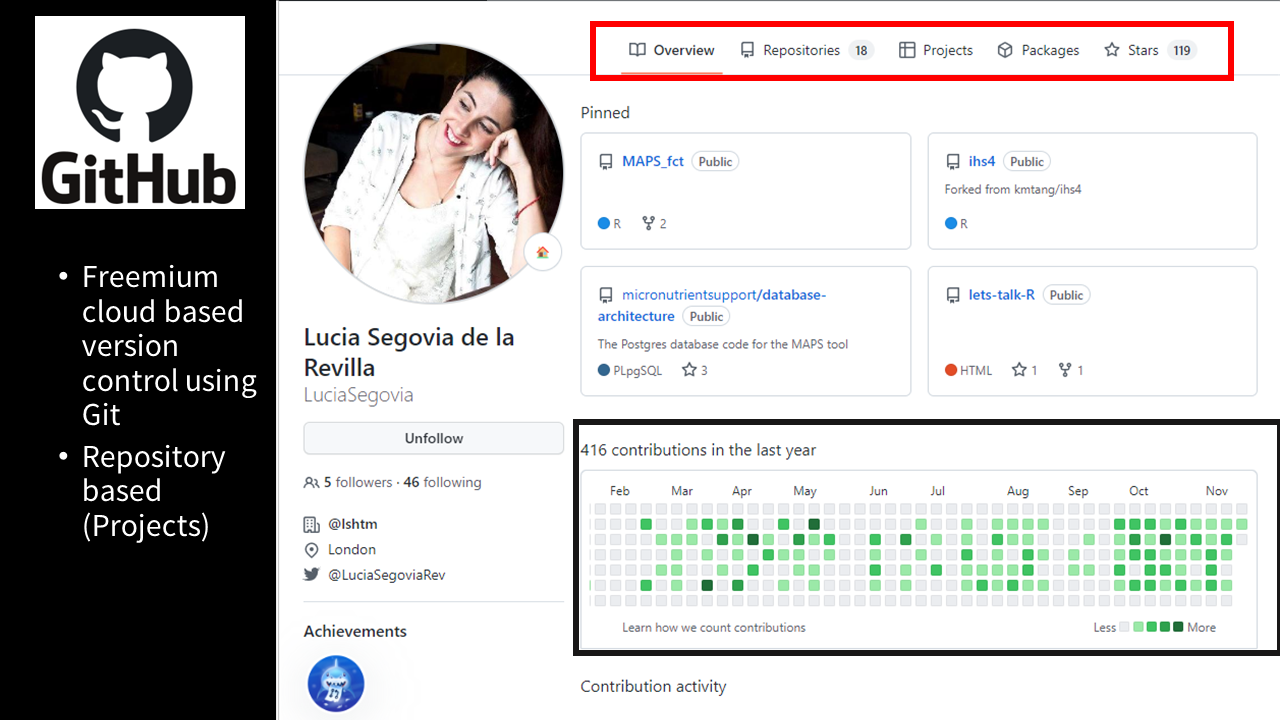 GitHub
• Freemium
cloud based
version
control using
Git
• Repository
based
(Projects)
Overview Repositories 18 Projects Packages Stars 119
Pinned
MAPS_fct Public
R 2
ihs4 Public
Forked from kmtang/ihs4
R
micronutrientsupport/database-
architecture Public
The Postgres database code for the MAPS tool
PLpgSQL 3
lets-talk-R Public
HTML 1 1
Lucia Segovia de la
Revilla
LuciaSegovia
Unfollow
5 followers · 46 following
@lshtm
London
@LuciaSegoviaRev
Achievements
416 contributions in the last year
Feb Mar Apr May Jun Jul Aug Sep Oct Nov
Learn how we count contributions
Less More
Contribution activity